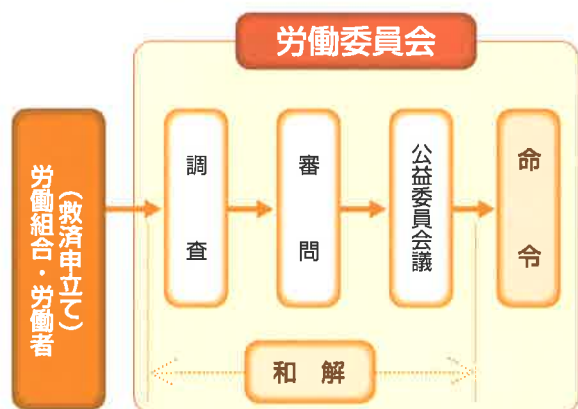 労働委員会
労働組合・労働者
（救済申立て）
調査
審問
公益委員会議
命令
和解